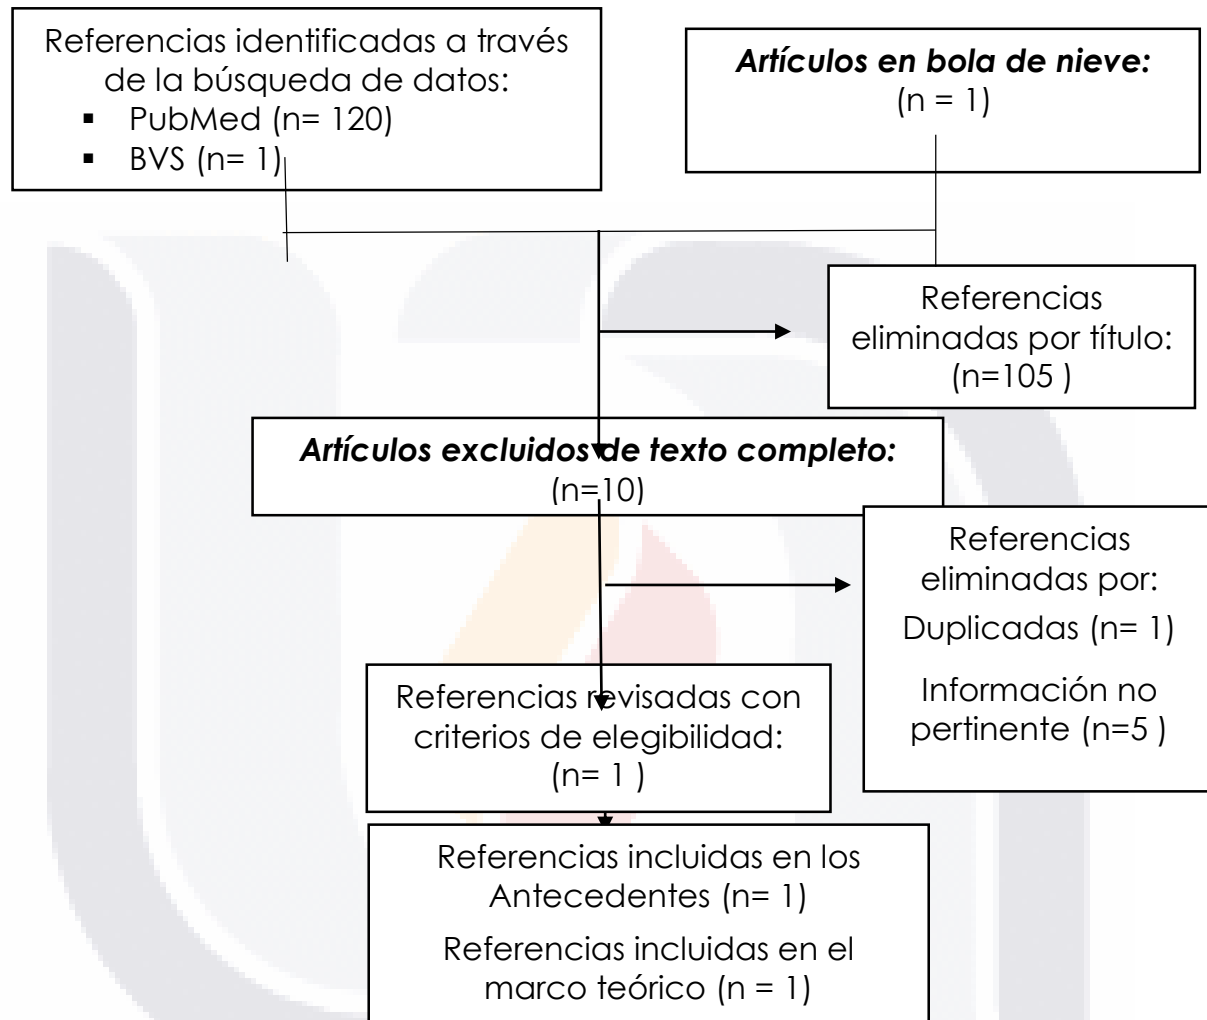 Referencias identificadas a través
de la búsqueda de datos:
▪ PubMed (n= 120)
▪ BVS (n= 1)
Artículos en bola de nieve:
(n = 1)
Referencias
eliminadas por título:
(n=105 )
Artículos excluidos de texto completo:
(n=10)
Referencias
eliminadas por:
Duplicadas (n= 1)
Información no
pertinente (n=5 )
Referencias revisadas con
criterios de elegibilidad:
(n= 1 )
Referencias incluidas en los
Antecedentes (n= 1)
Referencias incluidas en el
marco teórico (n = 1)